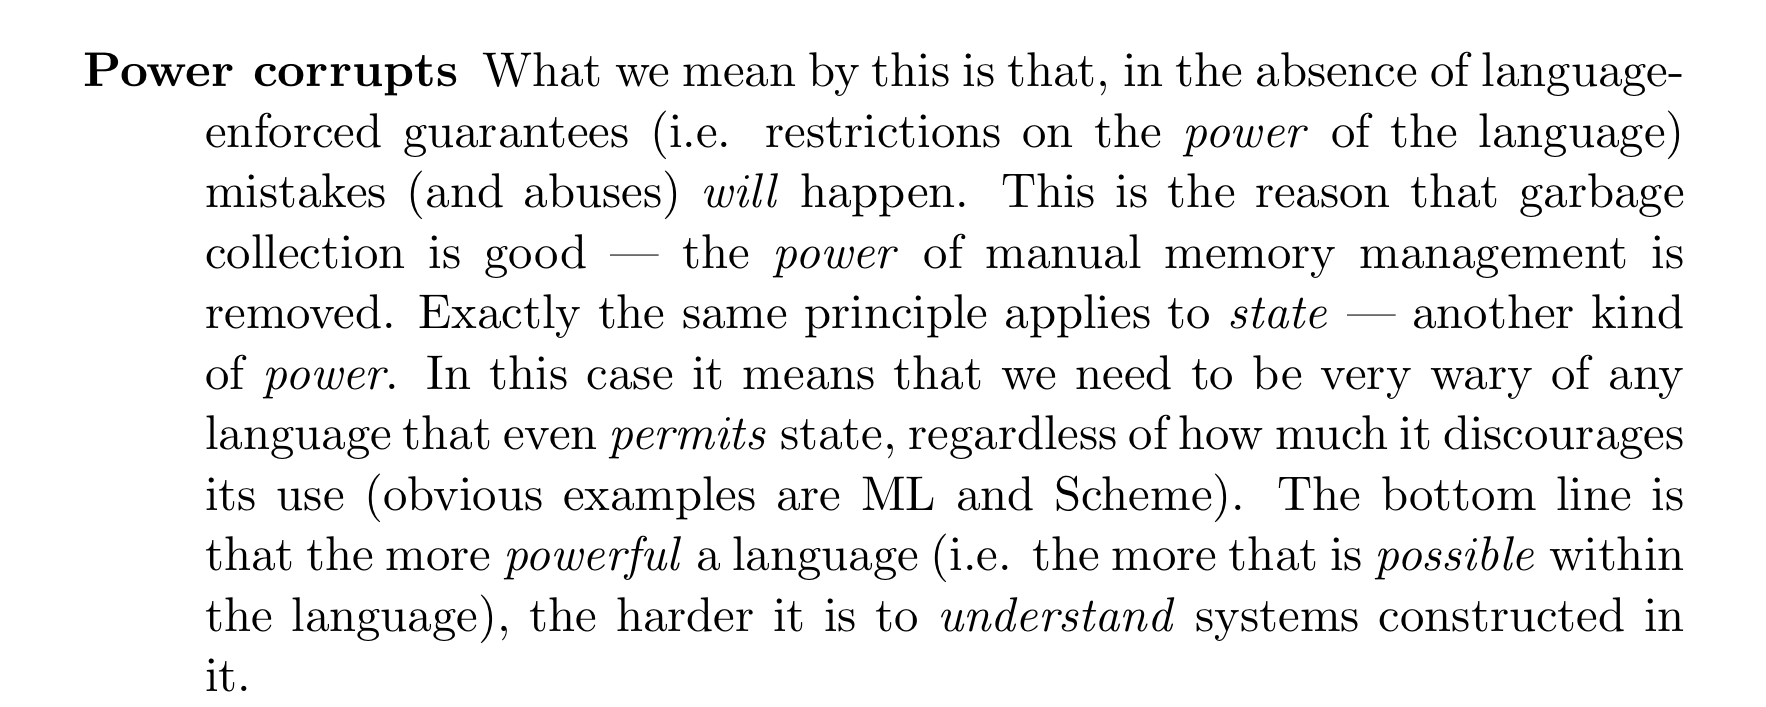 Power corrupts What we mean by this is that, in the absence of language-
enforced guarantees (i.e. restrictions on the power of the language)
mistakes (and abuses) will happen. This is the reason that garbage
collection is good — the power of manual memory management is
removed. Exactly the same principle applies to state — another kind
of power. In this case it means that we need to be very wary of any
language that even permits state, regardless of how much it discourages
its use (obvious examples are ML and Scheme). The bottom line is
that the more powerful a language (i.e. the more that is possible within
the language), the harder it is to understand systems constructed in
it.